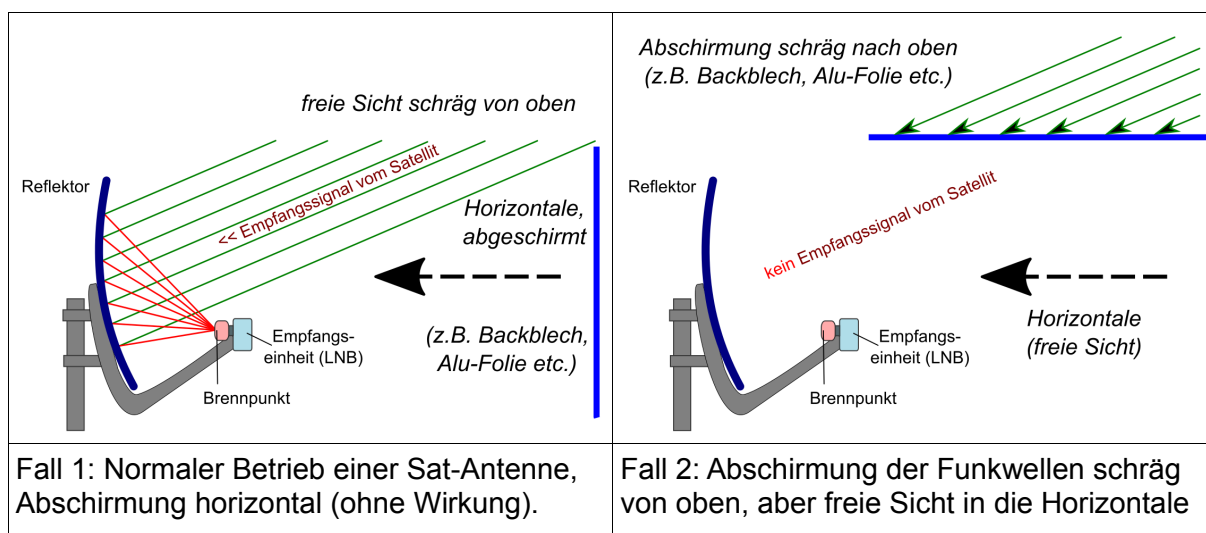 freie Sicht schräg von oben
Reflektor
<< Empfangssignal vom Satellit
Horizontale,
abgeschirmt
(z.B. Backblech,
Alu-Folie etc.)
Empfangs-
einheit (LNB)
Brennpunkt
Fall 1: Normaler Betrieb einer Sat-Antenne,
Abschirmung horizontal (ohne Wirkung).
Abschirmung schräg nach oben
(z.B. Backblech, Alu-Folie etc.)
Reflektor
kein Empfangssignal vom Satellit
Horizontale
(freie Sicht)
Empfangs-
einheit (LNB)
Brennpunkt
Fall 2: Abschirmung der Funkwellen schräg
von oben, aber freie Sicht in die Horizontale